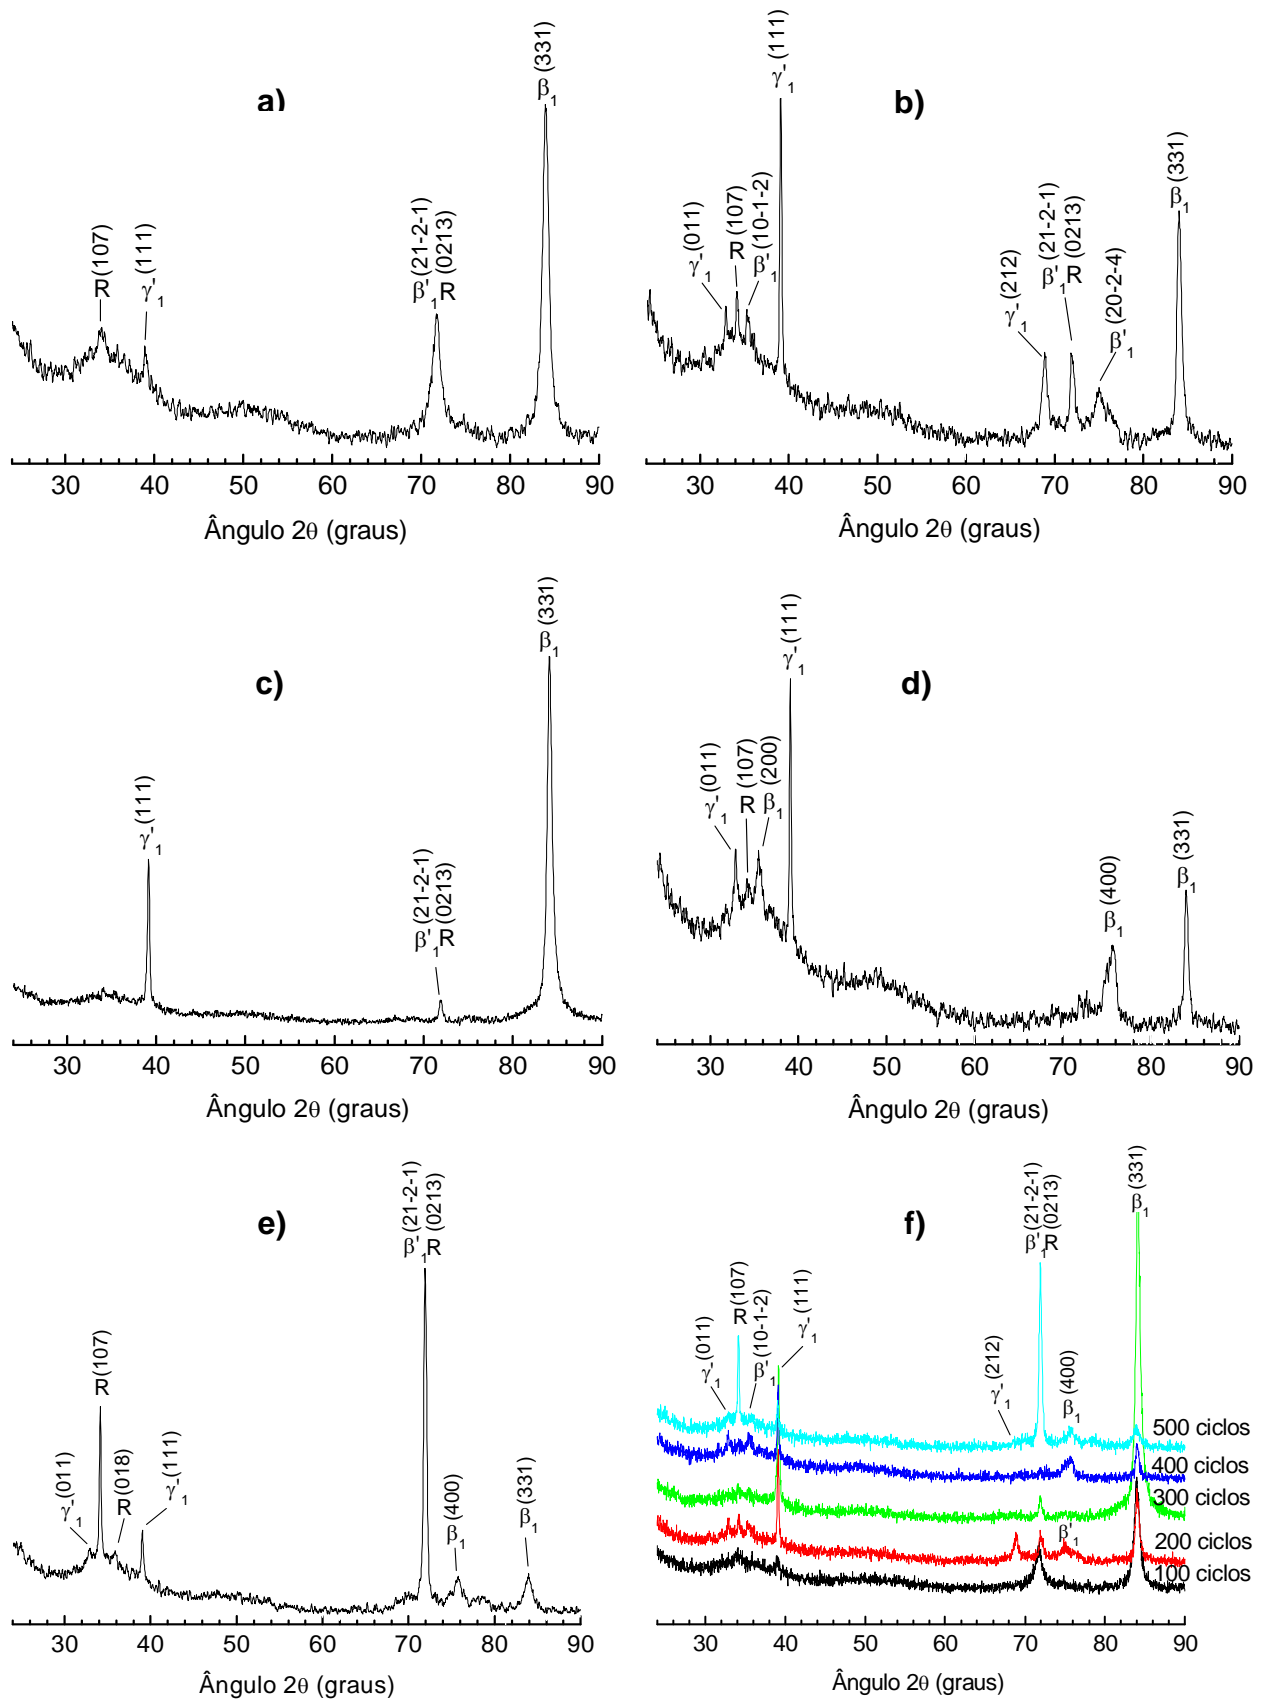 a)
R(107)
γ'1(111)
β'1(21-2-1)
R(0213)
β1(331)
30 40 50 60 70 80 90
Ângulo 2θ (graus)
b)
γ'1(011)
R(107)
β'1(10-1-2)
γ'1(111)
γ'1(212)
β'1(21-2-1)
R(0213)
β'1(20-2-4)
β1(331)
30 40 50 60 70 80 90
Ângulo 2θ (graus)
c)
γ'1(111)
β'1(21-2-1)
R(0213)
β1(331)
30 40 50 60 70 80 90
Ângulo 2θ (graus)
d)
γ'1(011)
R(107)
β1(200)
γ'1(111)
β1(400)
β1(331)
30 40 50 60 70 80 90
Ângulo 2θ (graus)
e)
γ'1(011)
R(107)
R(018)
γ'1(111)
β'1(21-2-1)
R(0213)
β1(400)
β1(331)
30 40 50 60 70 80 90
Ângulo 2θ (graus)
f)
γ'1(011)
R(107)
β'1(10-1-2)
γ'1(111)
γ'1(212)
β'1(21-2-1)
R(0213)
β1(400)
β1(331)
500 ciclos
400 ciclos
300 ciclos
β'1
200 ciclos
100 ciclos
30 40 50 60 70 80 90
Ângulo 2θ (graus)